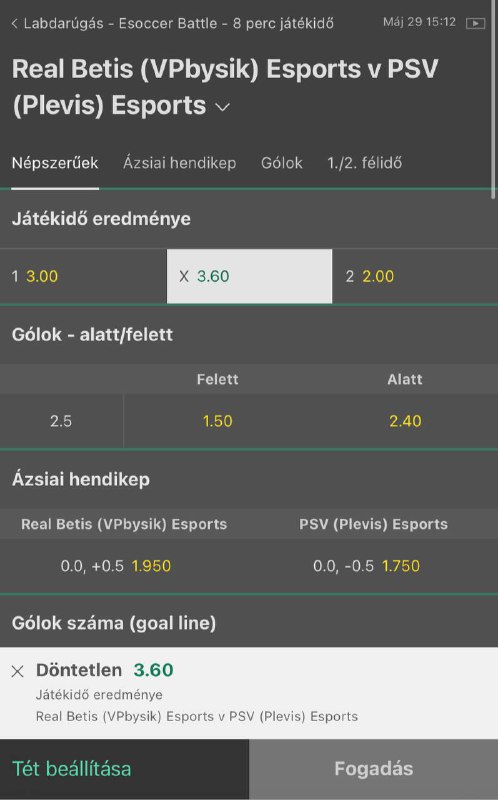 < Labdarúgás - Esoccer Battle - 8 perc játékidő Máj 29 15:12
Real Betis (VPbysik) Esports v PSV
(Plevis) Esports
Népszerűek Ázsiai hendikep Gólok 1./2. félidő
Játékidő eredménye
1 3.00 X 3.60 2 2.00
Gólok - alatt/felett
Felett Alatt
2.5 1.50 2.40
Ázsiai hendikep
Real Betis (VPbysik) Esports PSV (Plevis) Esports
0.0, +0.5 1.950 0.0, -0.5 1.750
Gólok száma (goal line)
Döntetlen 3.60
Játékidő eredménye
Real Betis (VPbysik) Esports v PSV (Plevis) Esports
Tét beállítása Fogadás